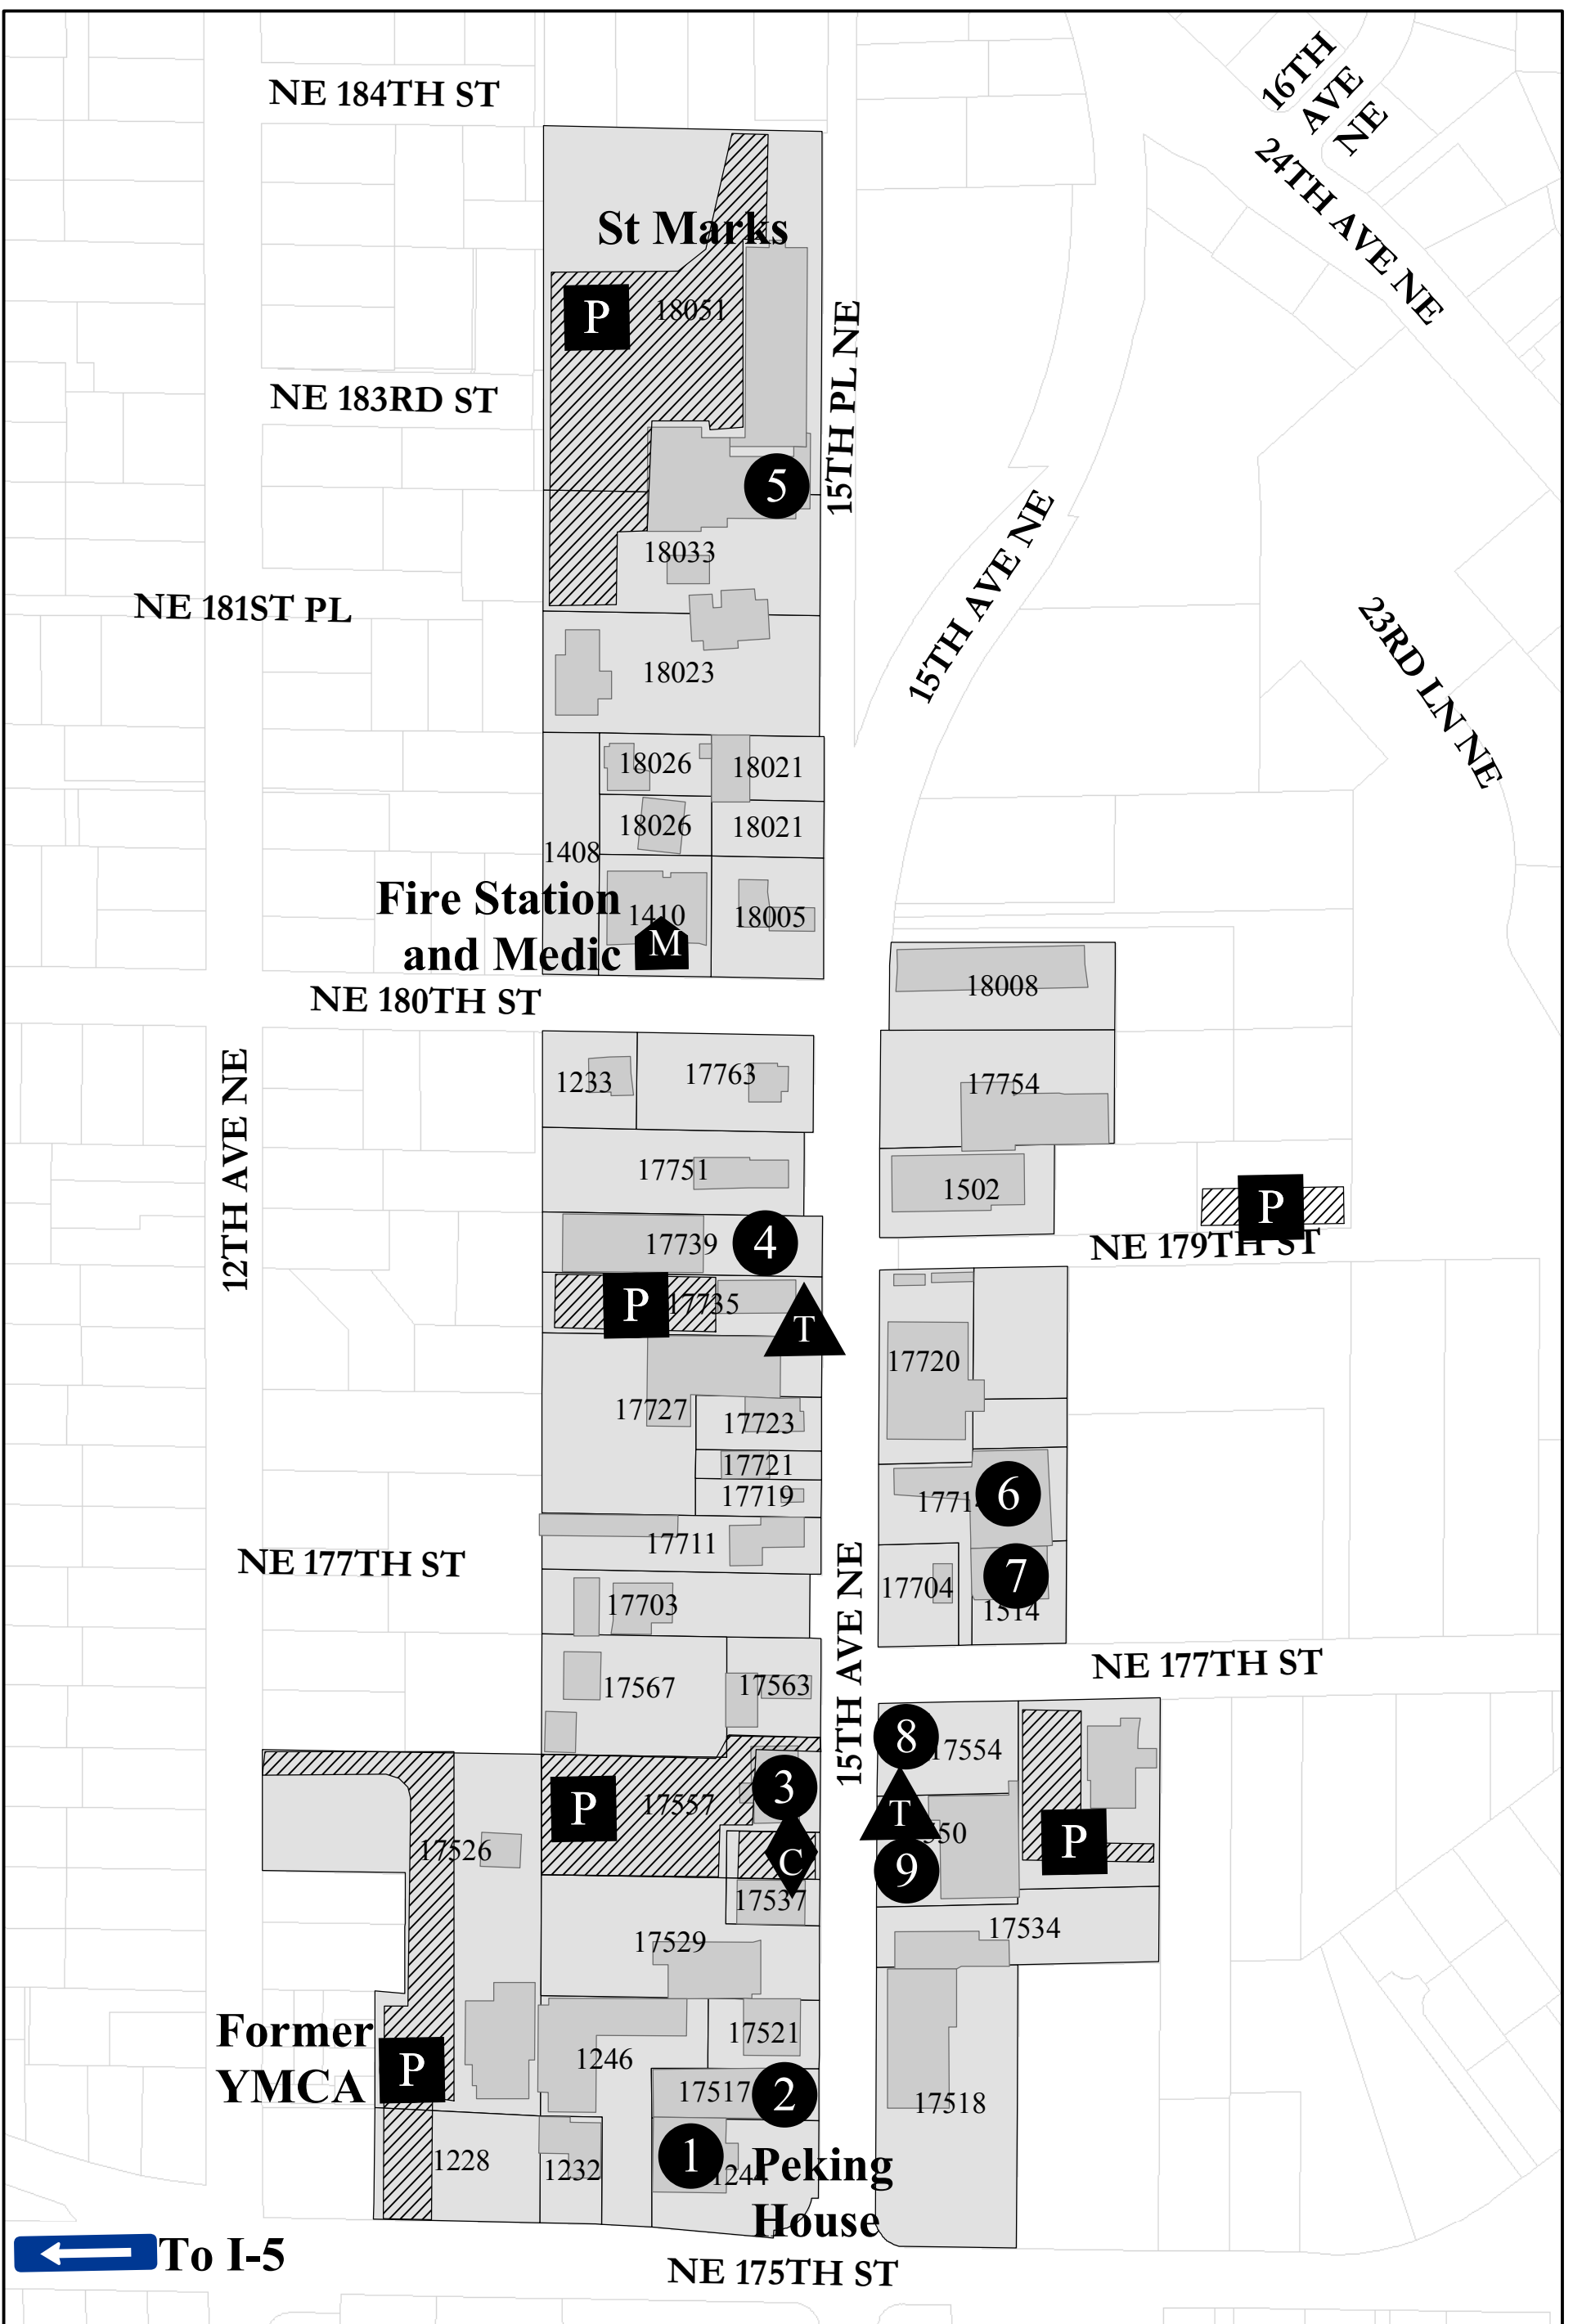 NE 184TH ST
16TH
AVE
NE
24TH AVE NE
St Marks
P
18051
15TH PL NE
NE 183RD ST
5
15TH AVE NE
18033
NE 181ST PL
23RD LN NE
18023
18026
18021
18026
18021
1408
Fire Station
and Medic
1410
18005
M
18008
NE 180TH ST
12TH AVE NE
1233
17763
17754
17751
1502
P
NE 179TH ST
17739
4
P
17735
T
17720
17727
17723
17721
17719
6
17711
NE 177TH ST
15TH AVE NE
17704
7
1514
17703
NE 177TH ST
17567
17563
8
17554
P
17557
3
T
P
17526
C
9
17537
17534
17529
Former
YMCA
P
17521
1246
17517
2
17518
1228
1232
1
Peking
House
To I-5
NE 175TH ST